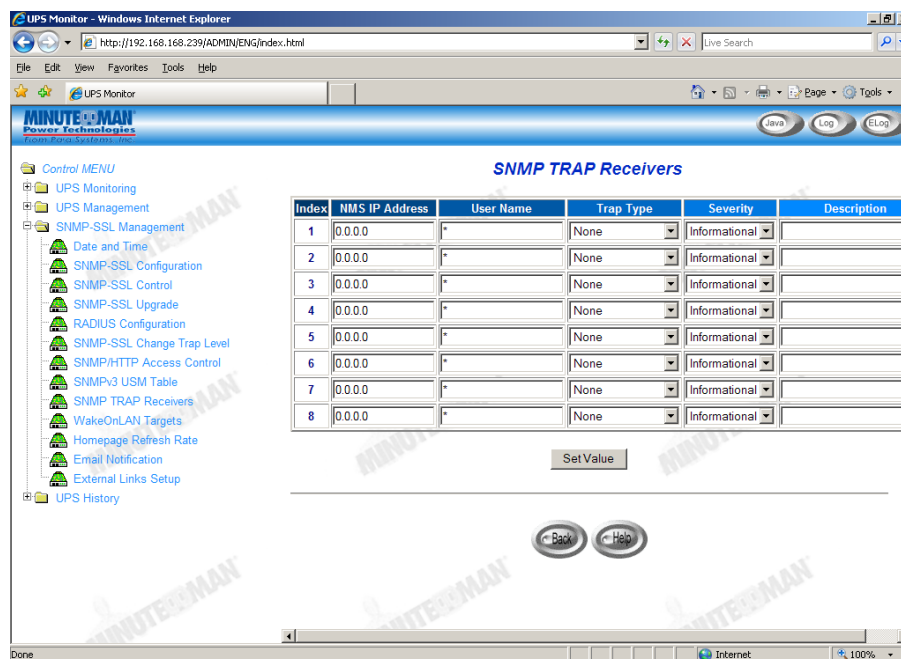 UPS Monitor - Windows Internet Explorer
http://192.168.168.239/ADMIN/ENG/index.html
Live Search
File Edit View Favorites Tools Help
UPS Monitor
Page Tools
MINUTEMAN
Power Technologies
from Para Systems, Inc.
Java Log ELog
Control MENU
UPS Monitoring
UPS Management
SNMP-SSL Management
Date and Time
SNMP-SSL Configuration
SNMP-SSL Control
SNMP-SSL Upgrade
RADIUS Configuration
SNMP-SSL Change Trap Level
SNMP/HTTP Access Control
SNMPv3 USM Table
SNMP TRAP Receivers
WakeOnLAN Targets
Homepage Refresh Rate
Email Notification
External Links Setup
UPS History
SNMP TRAP Receivers
Index NMS IP Address User Name Trap Type Severity Description
1 0.0.0.0 * None Informational
2 0.0.0.0 * None Informational
3 0.0.0.0 * None Informational
4 0.0.0.0 * None Informational
5 0.0.0.0 * None Informational
6 0.0.0.0 * None Informational
7 0.0.0.0 * None Informational
8 0.0.0.0 * None Informational
Set Value
Back Help
MINUTEMAN
MINUTEMAN
MINUTEMAN
Done
Internet
100%